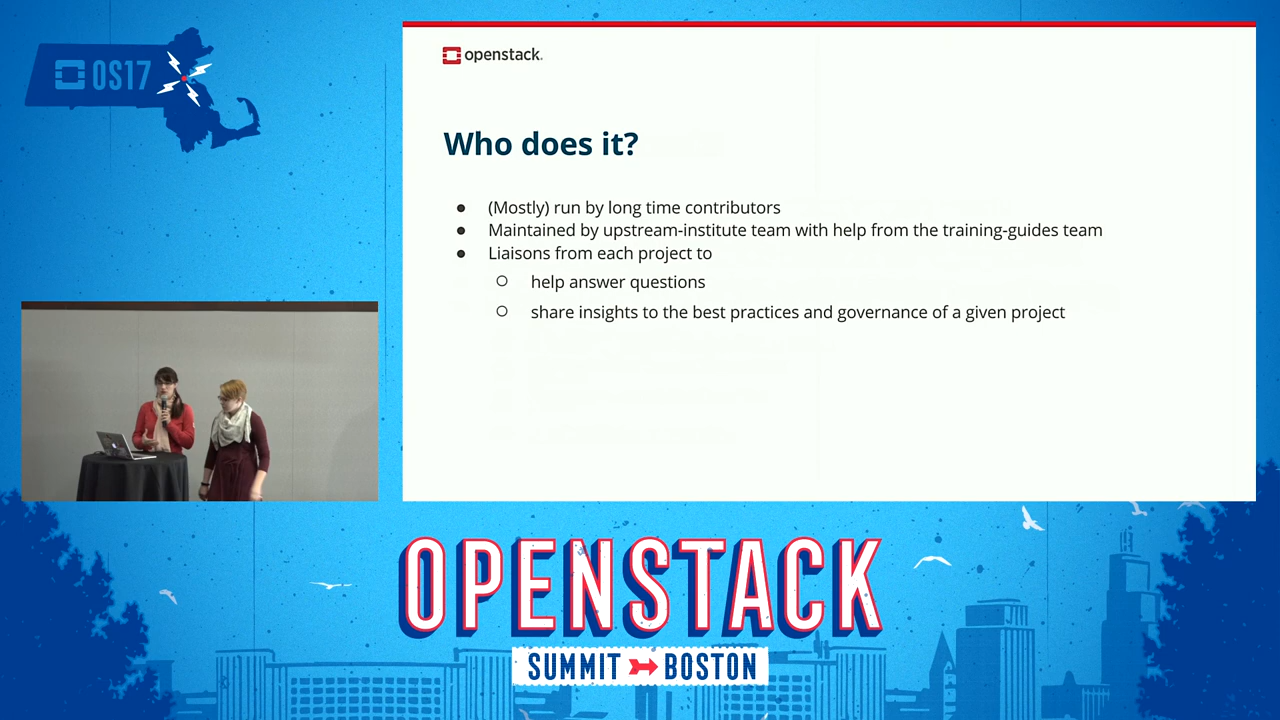 OS17
openstack.
Who does it?
● (Mostly) run by long time contributors
● Maintained by upstream-institute team with help from the training-guides team
● Liaisons from each project to
○ help answer questions
○ share insights to the best practices and governance of a given project
OPENSTACK
SUMMIT BOSTON